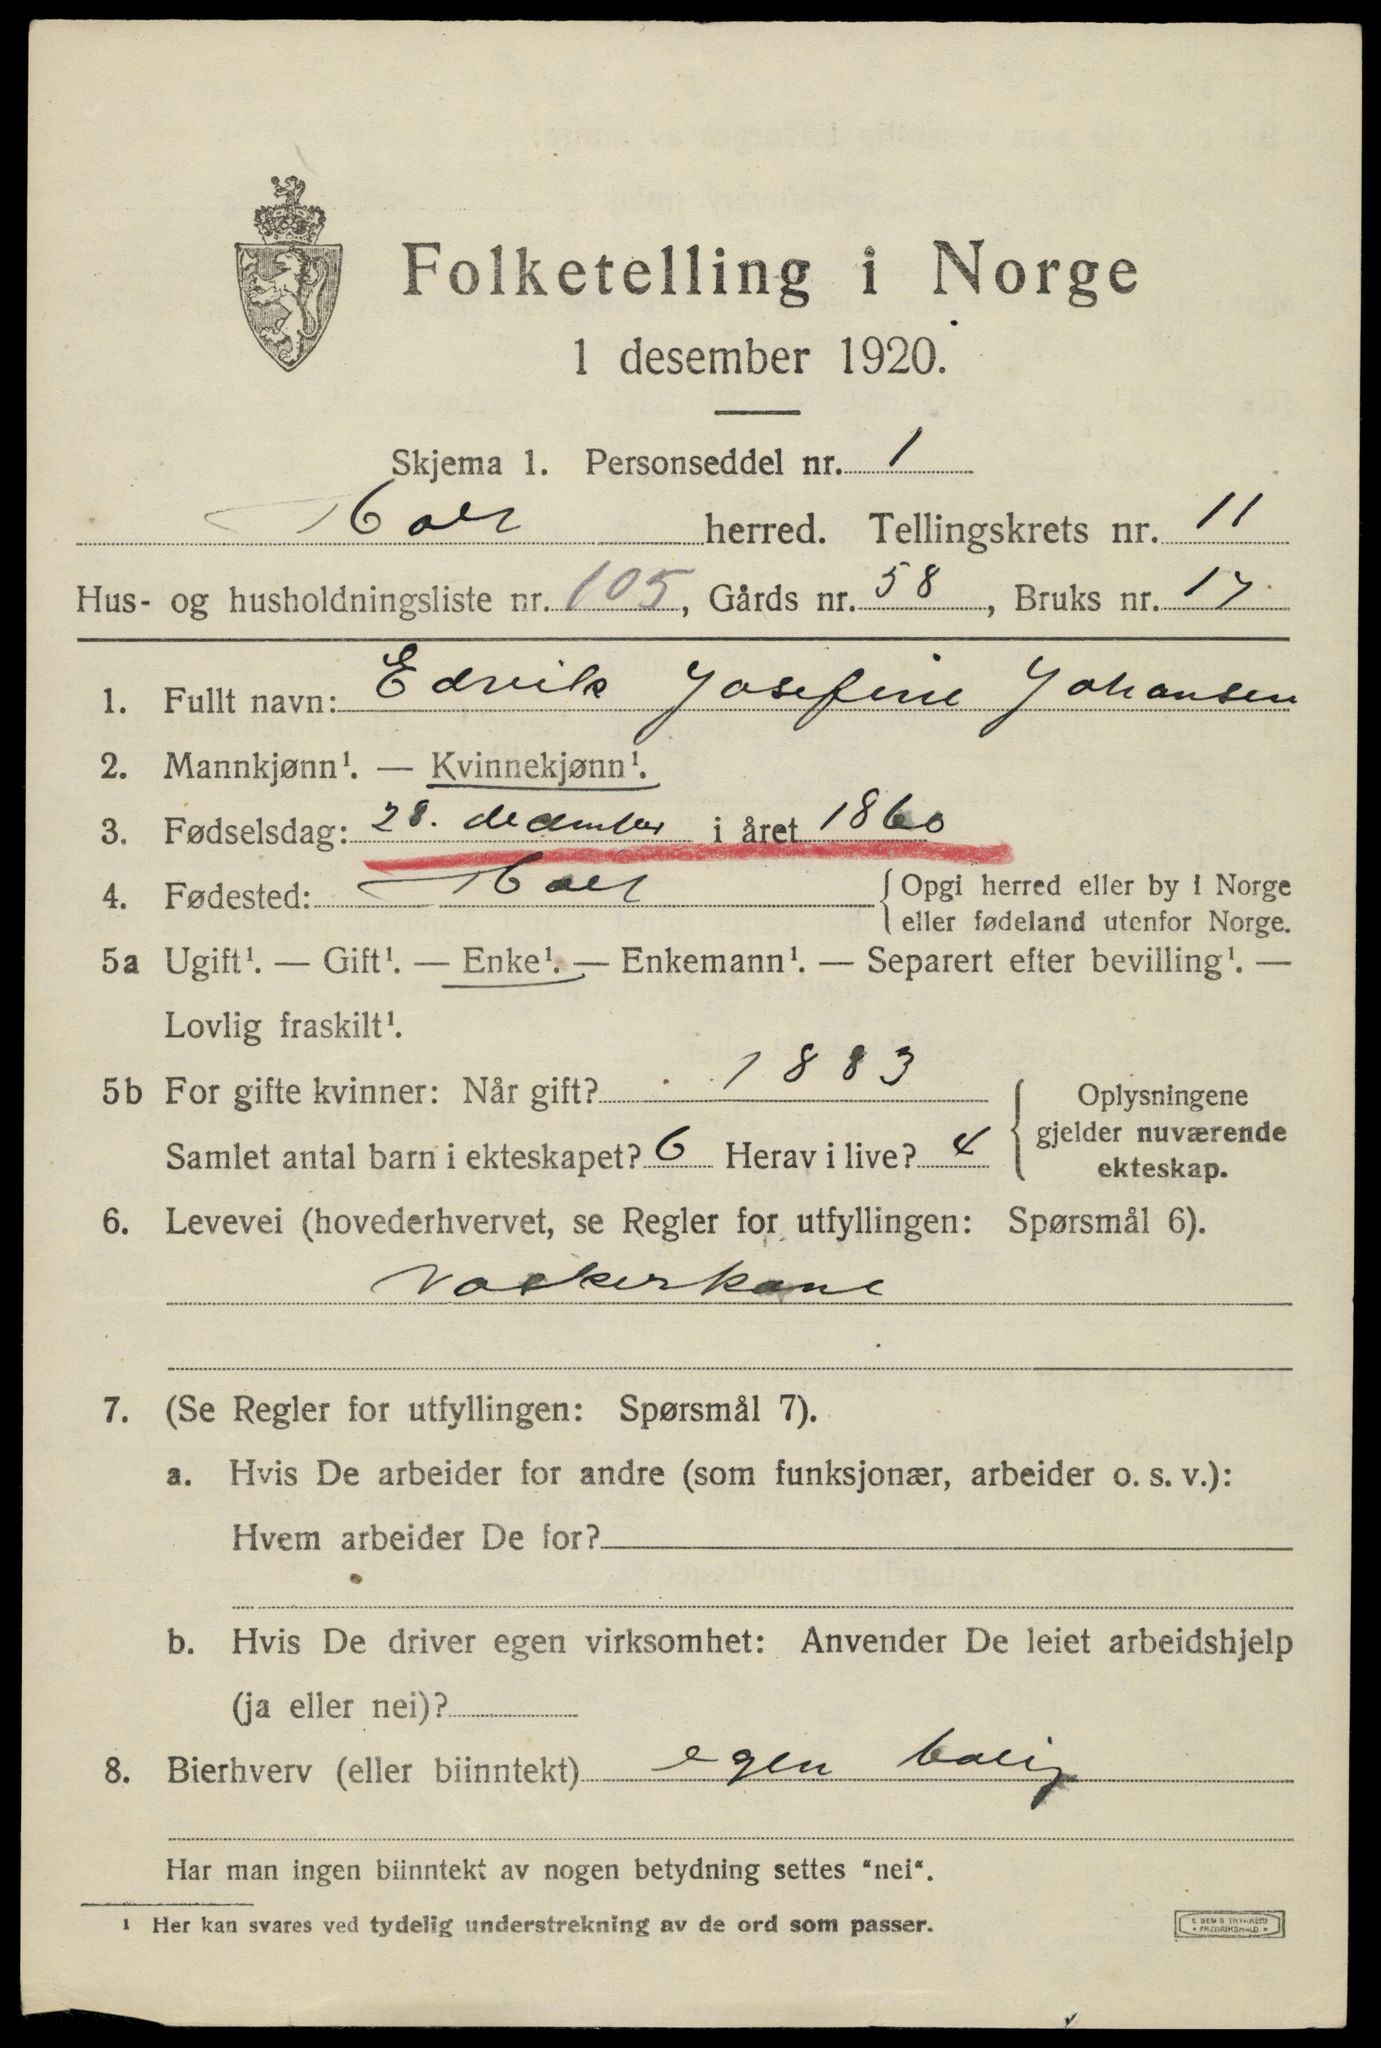 Folketelling i Norge
1 desember 1920.
Skjema 1. Personseddel nr. 1
herred. Tellingskrets nr. 11
Hus- og husholdningsliste nr. 105, Gårds nr. 58, Bruks nr. 17
1. Fullt navn: Edvik Josefine Johansen
2. Mannkjønn¹. — Kvinnekjønn¹.
3. Fødselsdag: 28. december i året 1860
4. Fødested: {Opgi herred eller by i Norge
eller fødeland utenfor Norge.
5a Ugift¹. — Gift¹. — Enke¹. — Enkemann¹. — Separert efter bevilling¹. —
Lovlig fraskilt¹.
5b For gifte kvinner: Når gift? 1883
Samlet antal barn i ekteskapet? 6 Herav i live? 4
Oplysningene
gjelder nuværende
ekteskap.
6. Levevei (hovederhvervet, se Regler for utfyllingen: Spørsmål 6).
Vaskerkone
7. (Se Regler for utfyllingen: Spørsmål 7).
a. Hvis De arbeider for andre (som funksjonær, arbeider o. s. v.):
Hvem arbeider De for?
b. Hvis De driver egen virksomhet: Anvender De leiet arbeidshjelp
(ja eller nei)?
8. Bierhverv (eller biinntekt) egen bolig
Har man ingen biinntekt av nogen betydning settes "nei".
¹ Her kan svares ved tydelig understrekning av de ord som passer.
E SEM'S TRYKKERI
• FREDRIKSHALD •